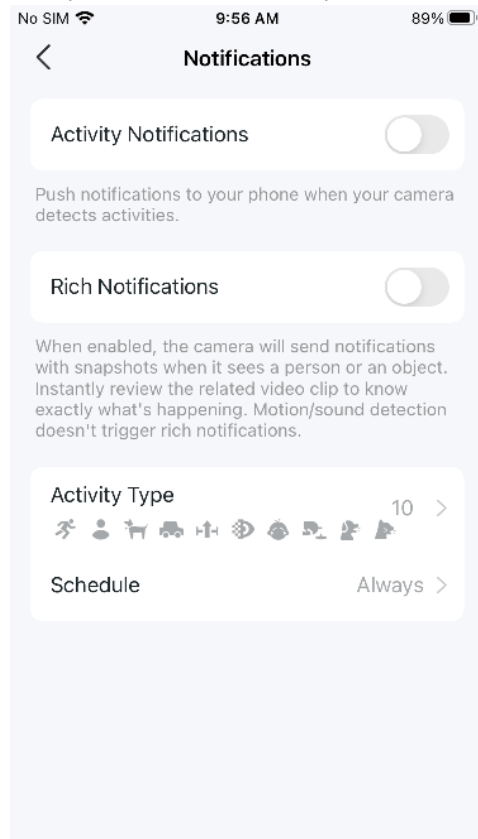 No SIM 9:56 AM 89%
Notifications
Activity Notifications
Push notifications to your phone when your camera
detects activities.
Rich Notifications
When enabled, the camera will send notifications
with snapshots when it sees a person or an object.
Instantly review the related video clip to know
exactly what's happening. Motion/sound detection
doesn't trigger rich notifications.
Activity Type
10
Schedule Always